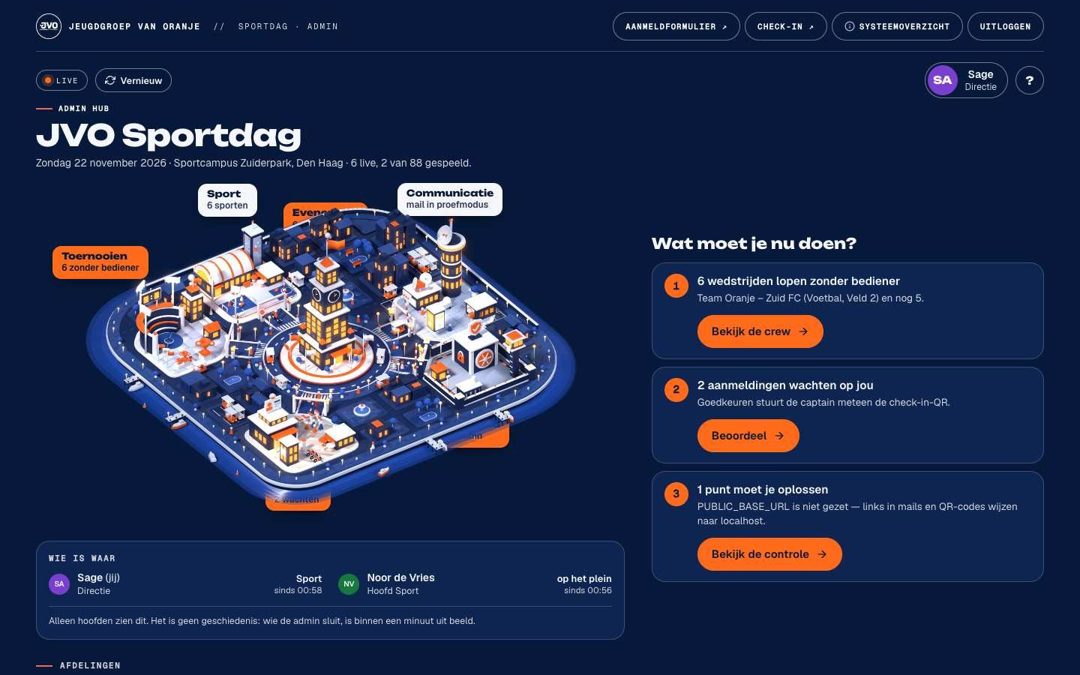 JVO JEUGDGROEP VAN ORANJE // SPORTDAG · ADMIN
AANMELDFORMULIER ↗ CHECK-IN ↗ SYSTEEMOVERZICHT UITLOGGEN
LIVE Vernieuw
SA Sage
Directie
?
ADMIN HUB
JVO Sportdag
Zondag 22 november 2026 · Sportcampus Zuiderpark, Den Haag · 6 live, 2 van 88 gespeeld.
Sport
6 sporten
Communicatie
mail in proefmodus
Toernooien
6 zonder bediener
2 wachten
WIE IS WAAR
SA Sage (jij)
Directie
Sport
sinds 00:58
NV Noor de Vries
Hoofd Sport
op het plein
sinds 00:56
Alleen hoofden zien dit. Het is geen geschiedenis: wie de admin sluit, is binnen een minuut uit beeld.
AFDELINGEN
Wat moet je nu doen?
1 6 wedstrijden lopen zonder bediener
Team Oranje – Zuid FC (Voetbal, Veld 2) en nog 5.
Bekijk de crew →
2 2 aanmeldingen wachten op jou
Goedkeuren stuurt de captain meteen de check-in-QR.
Beoordeel →
3 1 punt moet je oplossen
PUBLIC_BASE_URL is niet gezet — links in mails en QR-codes wijzen
naar localhost.
Bekijk de controle →